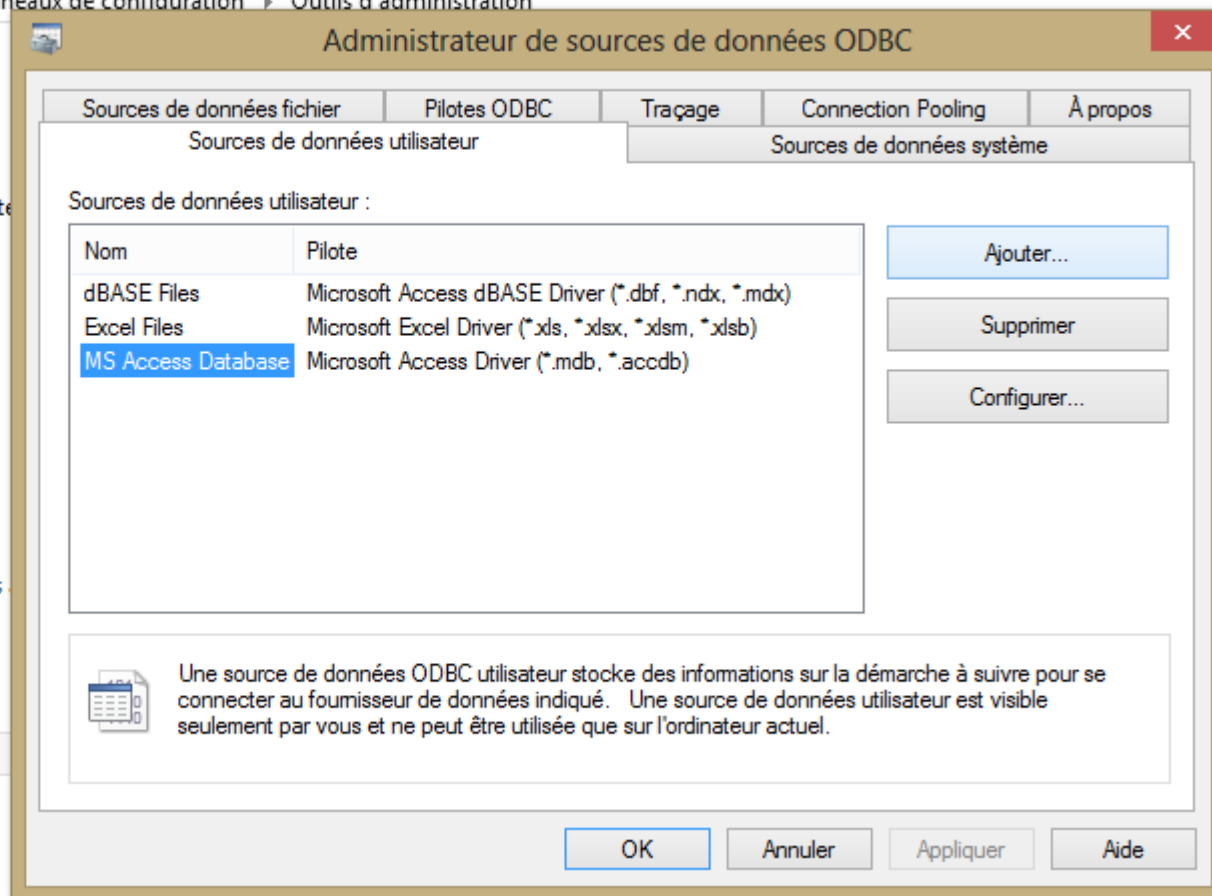 neaux de configuration ▸ Outils d'administration
Administrateur de sources de données ODBC
Sources de données fichier Pilotes ODBC Traçage Connection Pooling À propos
Sources de données utilisateur Sources de données système
Sources de données utilisateur :
Nom Pilote
Ajouter...
dBASE Files Microsoft Access dBASE Driver (*.dbf, *.ndx, *.mdx)
Excel Files Microsoft Excel Driver (*.xls, *.xlsx, *.xlsm, *.xlsb)
Supprimer
MS Access Database Microsoft Access Driver (*.mdb, *.accdb)
Configurer...
Une source de données ODBC utilisateur stocke des informations sur la démarche à suivre pour se
connecter au fournisseur de données indiqué. Une source de données utilisateur est visible
seulement par vous et ne peut être utilisée que sur l'ordinateur actuel.
OK Annuler Appliquer Aide